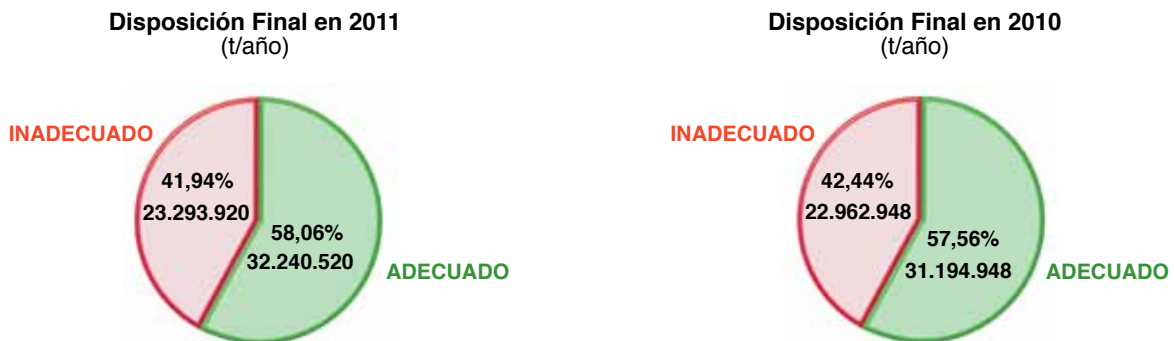 Disposición Final en 2011
(t/año)
INADECUADO
41,94%
23.293.920
58,06%
32.240.520
ADECUADO
Disposición Final en 2010
(t/año)
INADECUADO
42,44%
22.962.948
57,56%
31.194.948
ADECUADO